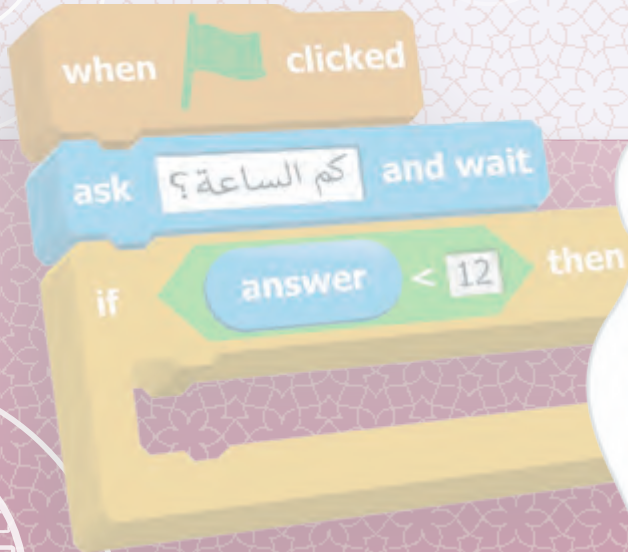 when clicked
ask كم الساعة؟ and wait
if answer < 12 then